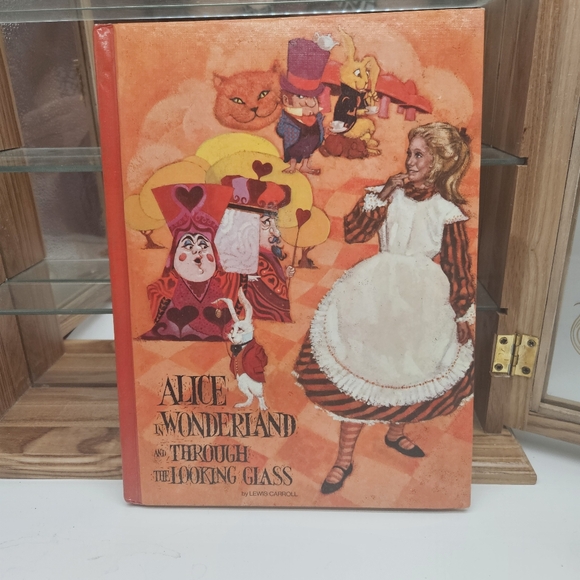 ALICE
IN WONDERLAND
AND THROUGH
THE LOOKING GLASS
by LEWIS CARROLL